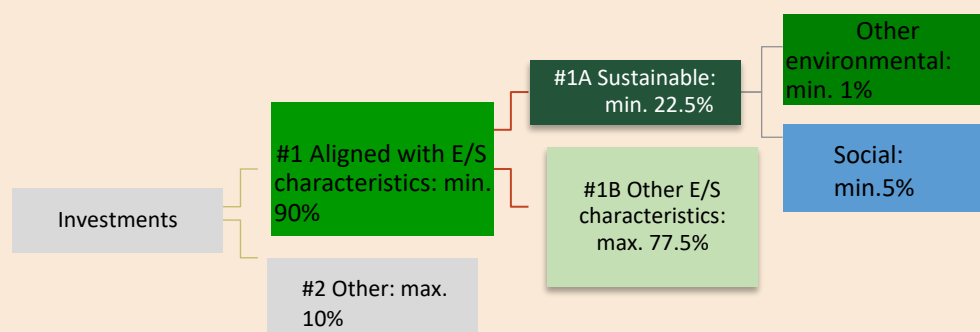 Investments
#1 Aligned with E/S
characteristics: min.
90%
#2 Other: max.
10%
#1A Sustainable:
min. 22.5%
#1B Other E/S
characteristics:
max. 77.5%
Other
environmental:
min. 1%
Social:
min.5%